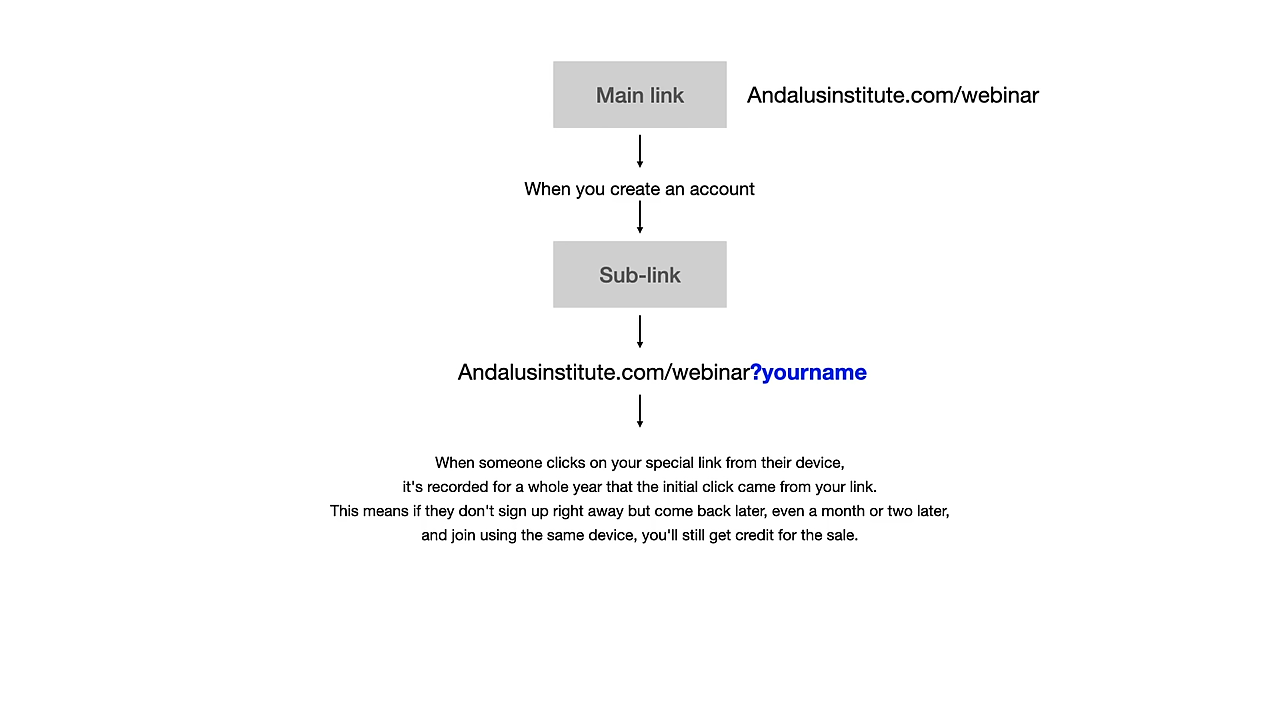 Main link
Andalusinstitute.com/webinar
When you create an account
Sub-link
Andalusinstitute.com/webinar?yourname
When someone clicks on your special link from their device,
it's recorded for a whole year that the initial click came from your link.
This means if they don't sign up right away but come back later, even a month or two later,
and join using the same device, you'll still get credit for the sale.